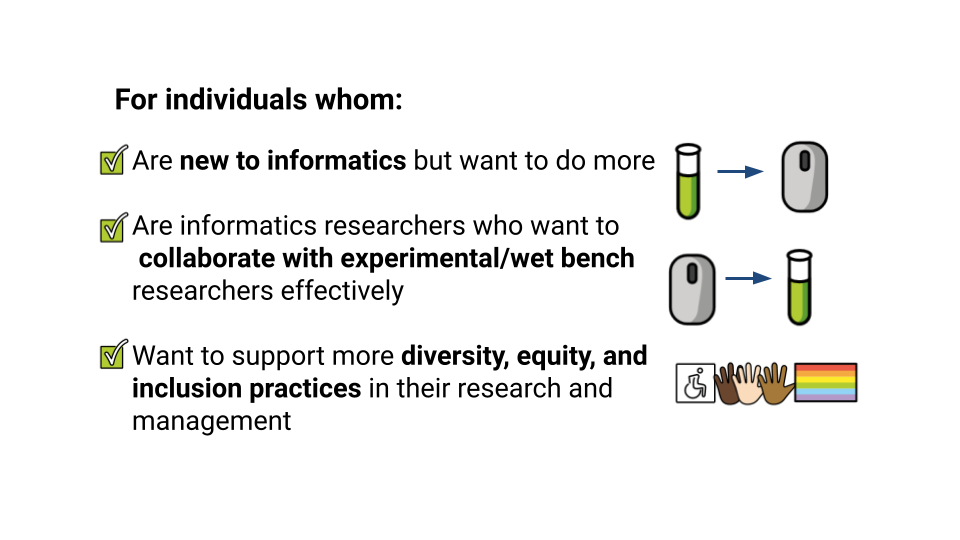 For individuals whom:
Are new to informatics but want to do more
Are informatics researchers who want to
collaborate with experimental/wet bench
researchers effectively
Want to support more diversity, equity, and
inclusion practices in their research and
management